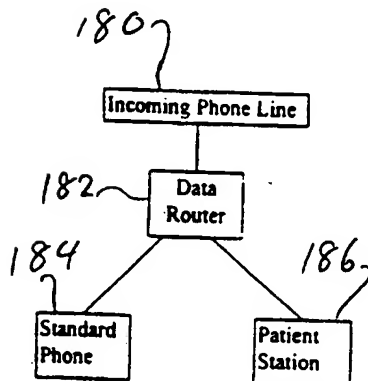 180
Incoming Phone Line
182
Data
Router
184
186
Standard
Phone
Patient
Station